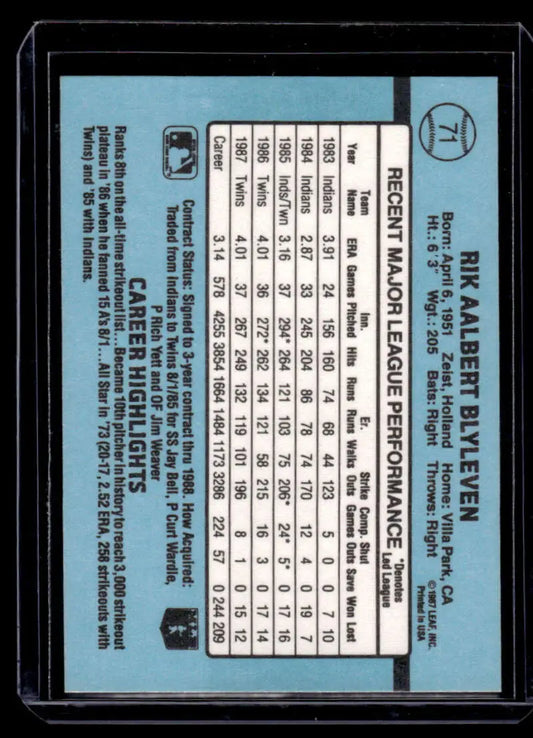 71
RIK AALBERT BLYLEVEN
Born: April 6, 1951 Zeist, Holland Home: Villa Park, CA
Ht.: 6' 3" Wgt.: 205 Bats: Right Throws: Right
©1987 LEAF, INC.
Printed in USA
RECENT MAJOR LEAGUE PERFORMANCE *Denotes Led League
Team Inn. Er. Strike Comp. Shut
Year Name ERA Games Pitched Hits Runs Runs Walks Outs Games Outs Save Won Lost
1983 Indians 3.91 24 156 160 74 68 44 123 5 0 0 7 10
1984 Indians 2.87 33 245 204 86 78 74 170 12 4 0 19 7
1985 Inds/Twn 3.16 37 294* 264 121 103 75 206* 24* 5* 0 17 16
1986 Twins 4.01 36 272* 262 134 121 58 215 16 3 0 17 14
1987 Twins 4.01 37 267 249 132 119 101 196 8 1 0 15 12
Career 3.14 578 4255 3854 1664 1484 1173 3286 224 57 0 244 209
Contract Status: Signed to 3-year contract thru 1988. How Acquired:
Traded from Indians to Twins 8/1/85 for SS Jay Bell, P Curt Wardle,
P Rich Yett and OF Jim Weaver
CAREER HIGHLIGHTS
Ranks 8th on the all-time strikeout list...Became 10th pitcher in history to reach 3,000 strikeout
plateau in '86 when he fanned 15 A's 8/1...All Star in '73 (20-17, 2.52 ERA, 258 strikeouts with
Twins) and '85 with Indians.